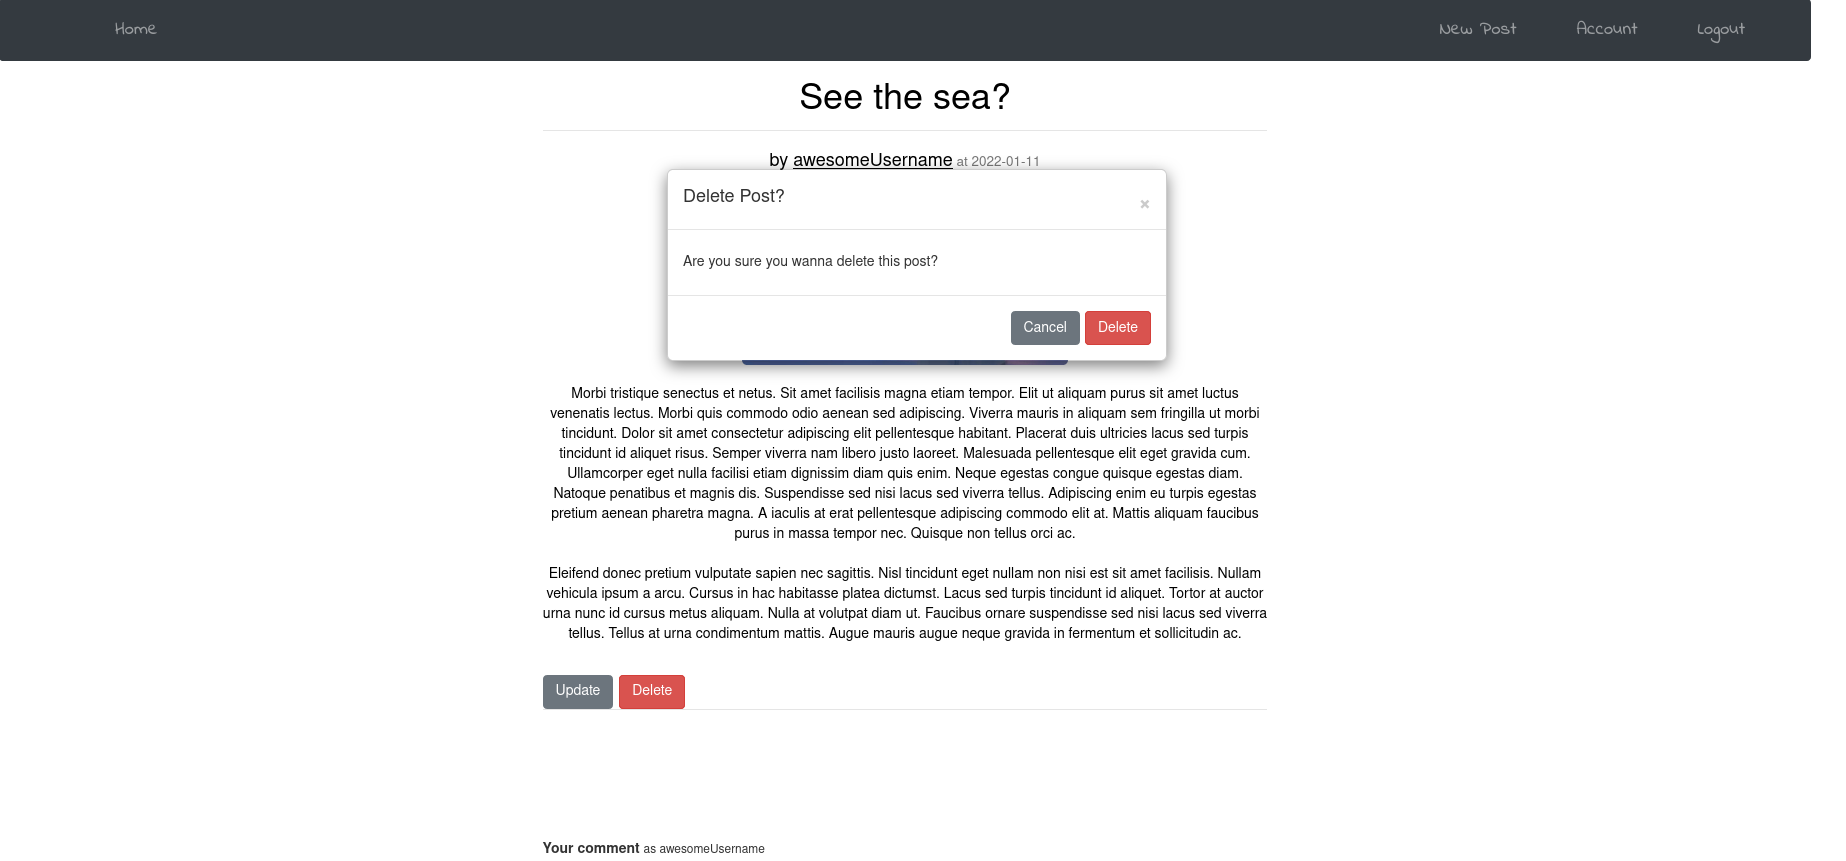 Home New Post Account Logout
See the sea?
by awesomeUsername at 2022-01-11
Delete Post?
×
Are you sure you wanna delete this post?
Cancel Delete
Morbi tristique senectus et netus. Sit amet facilisis magna etiam tempor. Elit ut aliquam purus sit amet luctus
venenatis lectus. Morbi quis commodo odio aenean sed adipiscing. Viverra mauris in aliquam sem fringilla ut morbi
tincidunt. Dolor sit amet consectetur adipiscing elit pellentesque habitant. Placerat duis ultricies lacus sed turpis
tincidunt id aliquet risus. Semper viverra nam libero justo laoreet. Malesuada pellentesque elit eget gravida cum.
Ullamcorper eget nulla facilisi etiam dignissim diam quis enim. Neque egestas congue quisque egestas diam.
Natoque penatibus et magnis dis. Suspendisse sed nisi lacus sed viverra tellus. Adipiscing enim eu turpis egestas
pretium aenean pharetra magna. A iaculis at erat pellentesque adipiscing commodo elit at. Mattis aliquam faucibus
purus in massa tempor nec. Quisque non tellus orci ac.
Eleifend donec pretium vulputate sapien nec sagittis. Nisl tincidunt eget nullam non nisi est sit amet facilisis. Nullam
vehicula ipsum a arcu. Cursus in hac habitasse platea dictumst. Lacus sed turpis tincidunt id aliquet. Tortor at auctor
urna nunc id cursus metus aliquam. Nulla at volutpat diam ut. Faucibus ornare suspendisse sed nisi lacus sed viverra
tellus. Tellus at urna condimentum mattis. Augue mauris augue neque gravida in fermentum et sollicitudin ac.
Update Delete
Your comment as awesomeUsername